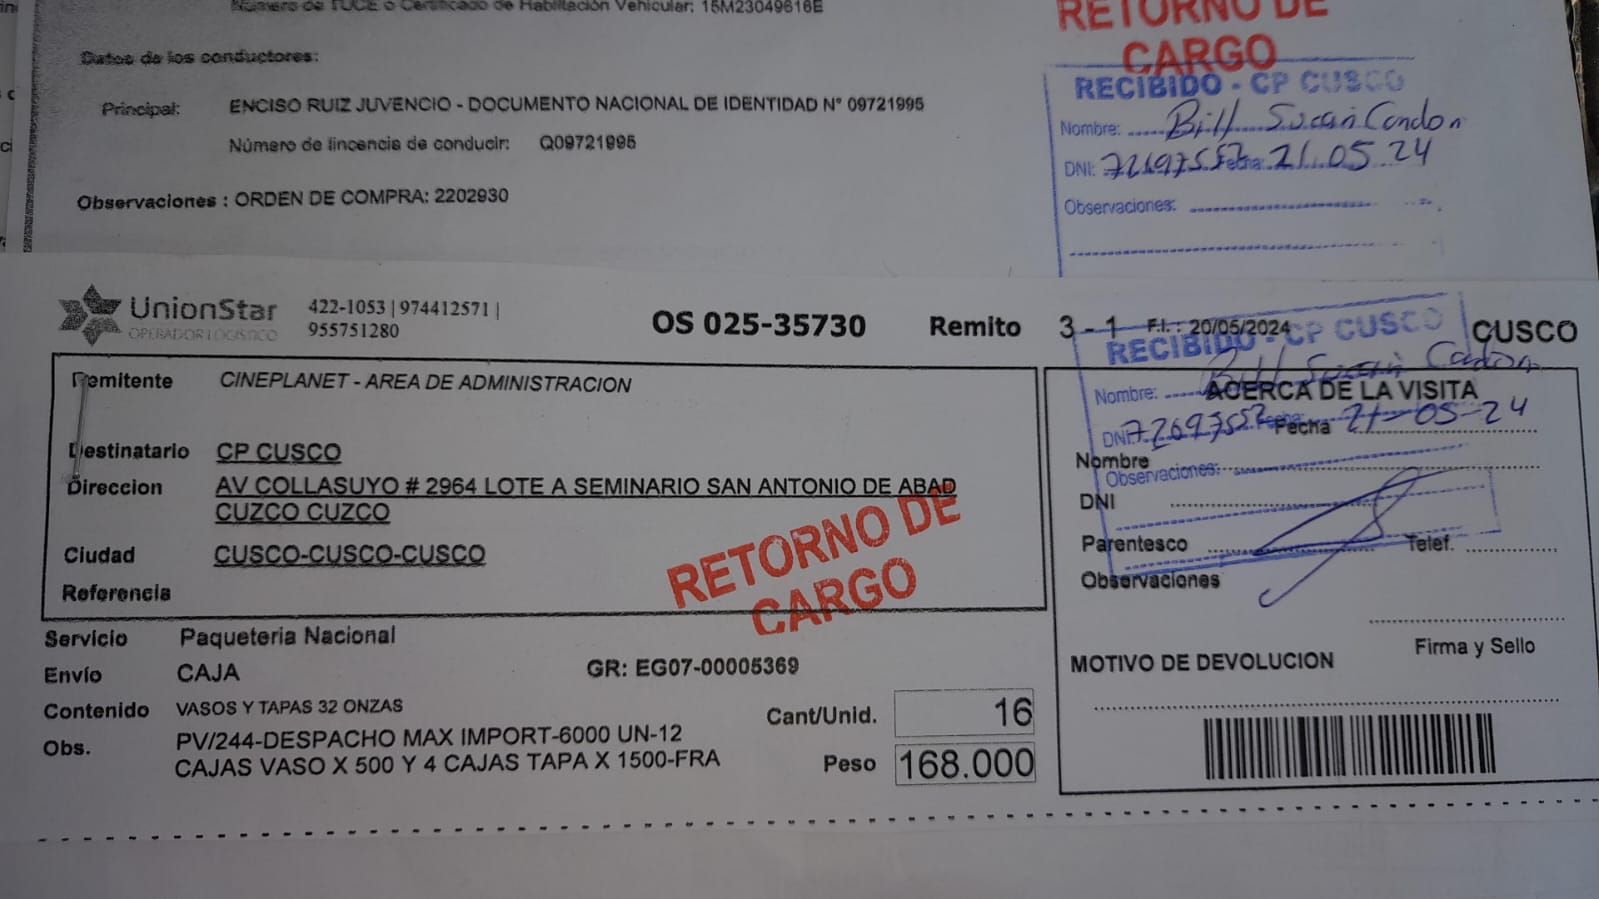 Número de TUCE o Certificado de Habilitación Vehicular: 15M23049616E
RETORNO DE
CARGO
Datos de los conductores:
RECIBIDO - CP CUSCO
Principal: ENCISO RUIZ JUVENCIO - DOCUMENTO NACIONAL DE IDENTIDAD N° 09721995
Nombre: Bill Condon
Número de lincencia de conducir: Q09721995
DNI: Fecha: 21.05.24
Observaciones : ORDEN DE COMPRA: 2202930
Observaciones:
UnionStar
OPERADOR LOGISTICO
422-1053 | 974412571 |
955751280
OS 025-35730 Remito 3 - 1 F.I. : 20/05/2024 CUSCO
RECIBIDO - CP CUSCO
Bill Condon
Remitente CINEPLANET - AREA DE ADMINISTRACION
Nombre:
ACERCA DE LA VISITA
DNI: Fecha 21-05-24
Destinatario CP CUSCO
Nombre
Observaciones:
Direccion AV COLLASUYO # 2964 LOTE A SEMINARIO SAN ANTONIO DE ABAD
CUZCO CUZCO
DNI
RETORNO DE
CARGO
Ciudad CUSCO-CUSCO-CUSCO
Parentesco Telef.
Referencia
Observaciones
Servicio Paqueteria Nacional
Firma y Sello
Envío CAJA GR: EG07-00005369
MOTIVO DE DEVOLUCION
Contenido VASOS Y TAPAS 32 ONZAS
Cant/Unid. 16
Obs. PV/244-DESPACHO MAX IMPORT-6000 UN-12
CAJAS VASO X 500 Y 4 CAJAS TAPA X 1500-FRA
Peso 168.000